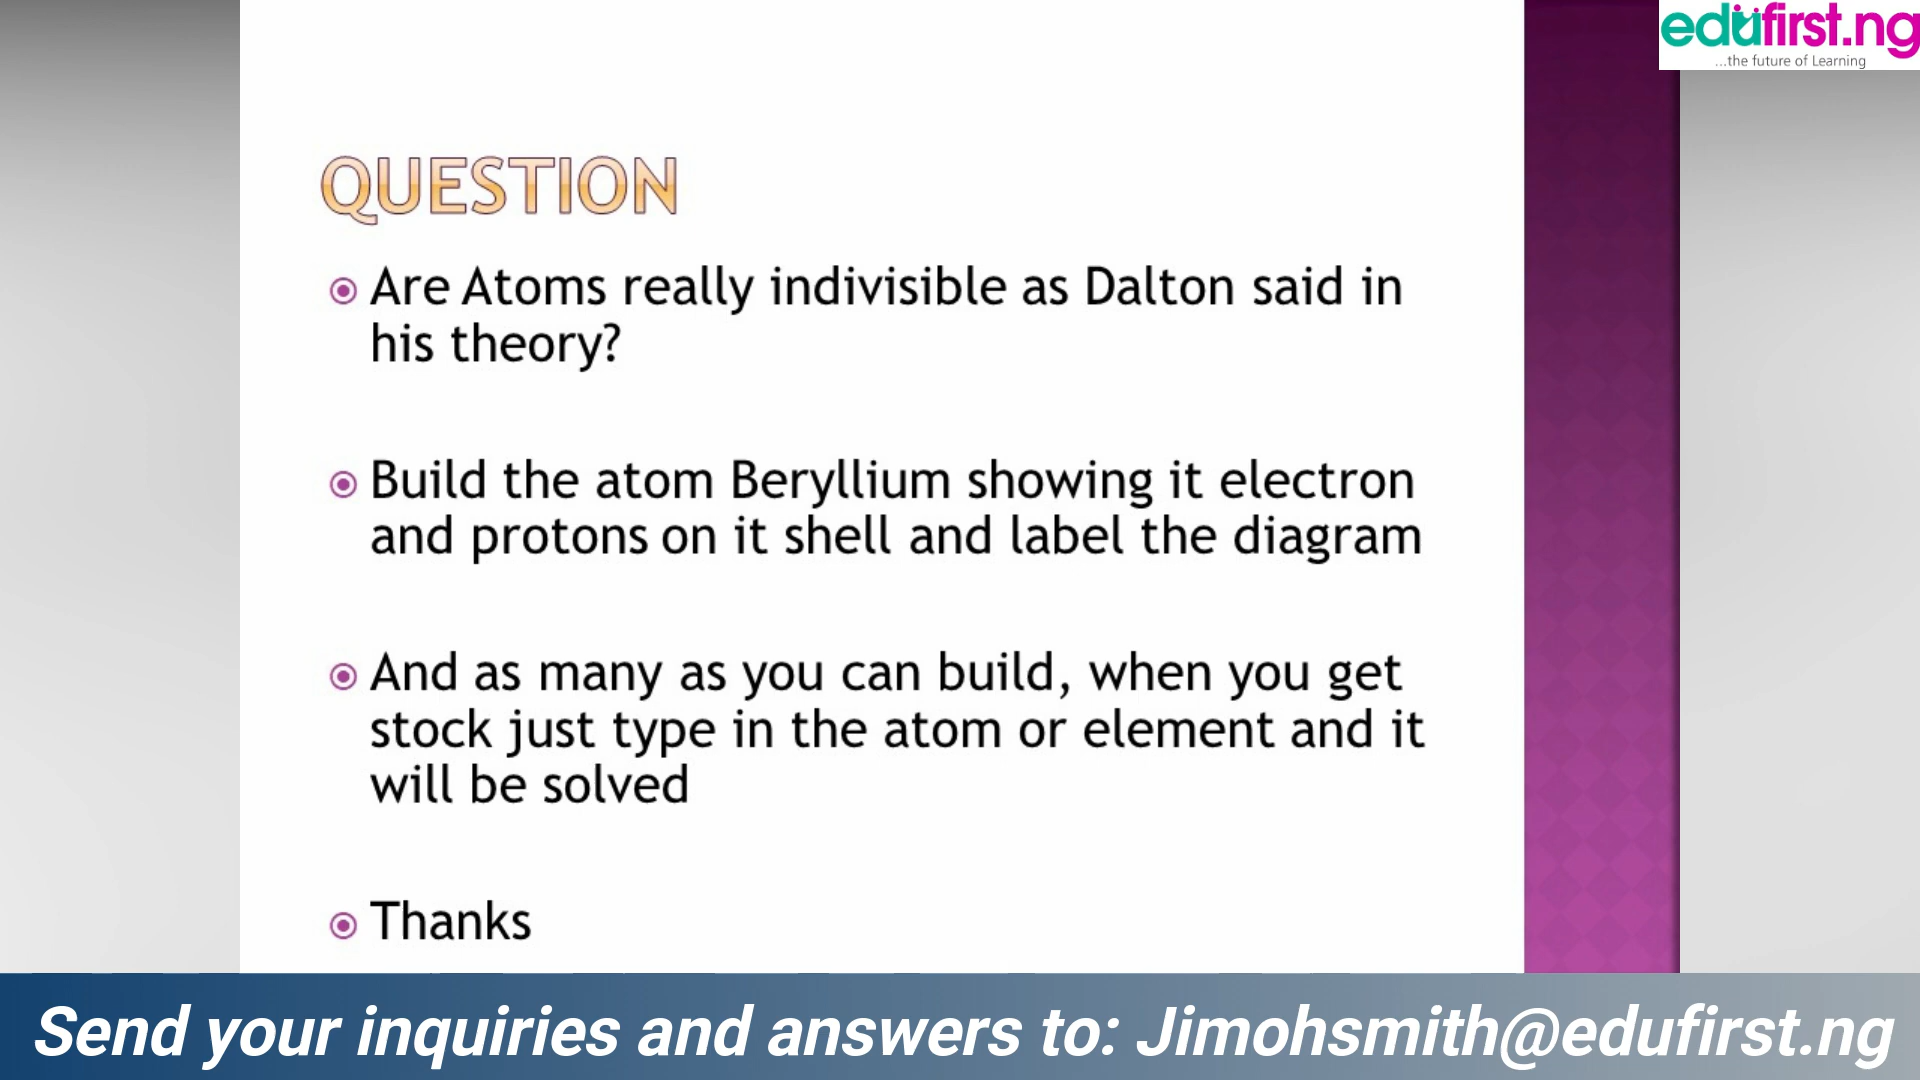 edufirst.ng
...the future of Learning
QUESTION
Are Atoms really indivisible as Dalton said in
his theory?
Build the atom Beryllium showing it electron
and protons on it shell and label the diagram
And as many as you can build, when you get
stock just type in the atom or element and it
will be solved
Thanks
Send your inquiries and answers to: Jimohsmith@edufirst.ng